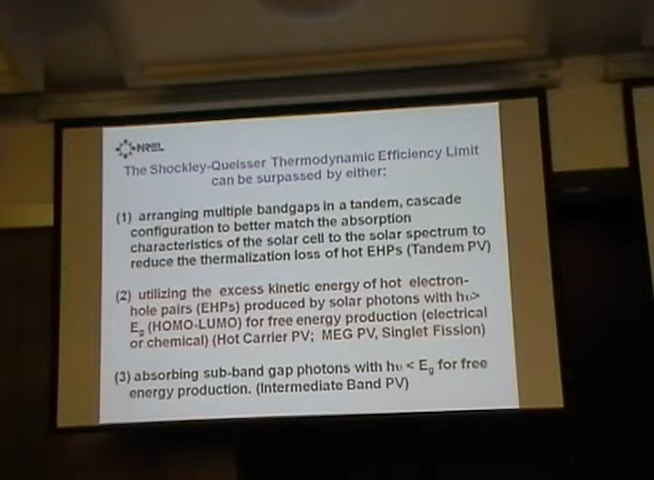 NREL
The Shockley-Queisser Thermodynamic Efficiency Limit
can be surpassed by either:
(1) arranging multiple bandgaps in a tandem, cascade
configuration to better match the absorption
characteristics of the solar cell to the solar spectrum to
reduce the thermalization loss of hot EHPs (Tandem PV)
(2) utilizing the excess kinetic energy of hot electron-
hole pairs (EHPs) produced by solar photons with hυ>
Eg (HOMO-LUMO) for free energy production (electrical
or chemical) (Hot Carrier PV; MEG PV, Singlet Fission)
(3) absorbing sub-band gap photons with hυ < Eg for free
energy production. (Intermediate Band PV)